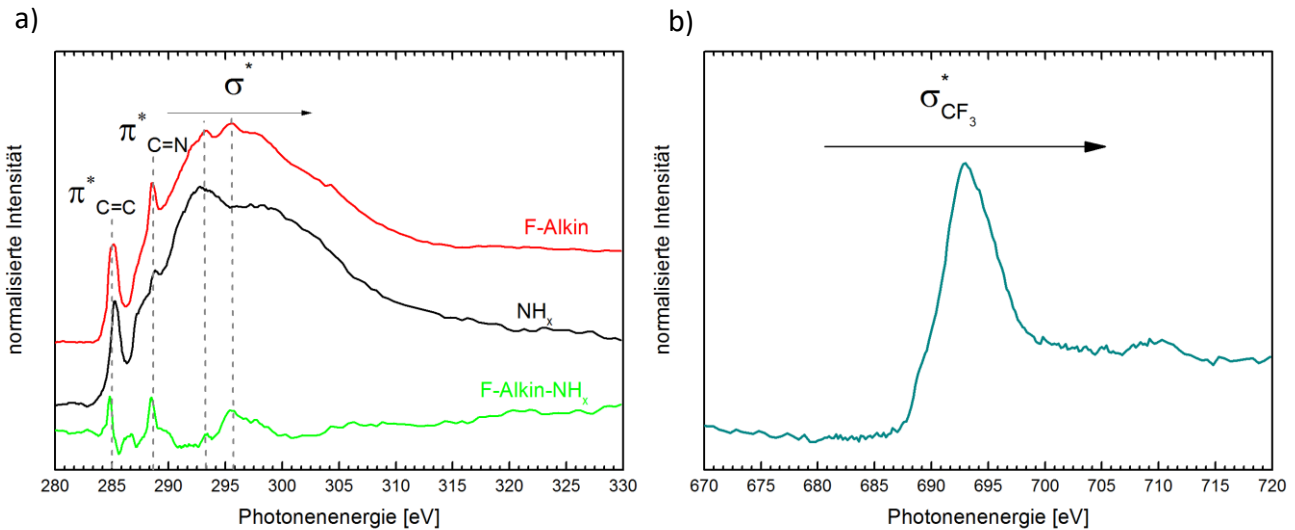 a)
σ*
π* C=N
π* C=C
F-Alkin
NHx
F-Alkin-NHx
normalisierte Intensität
280 285 290 295 300 305 310 315 320 325 330
Photonenenergie [eV]
b)
σ*CF3
normalisierte Intensität
670 675 680 685 690 695 700 705 710 715 720
Photonenenergie [eV]